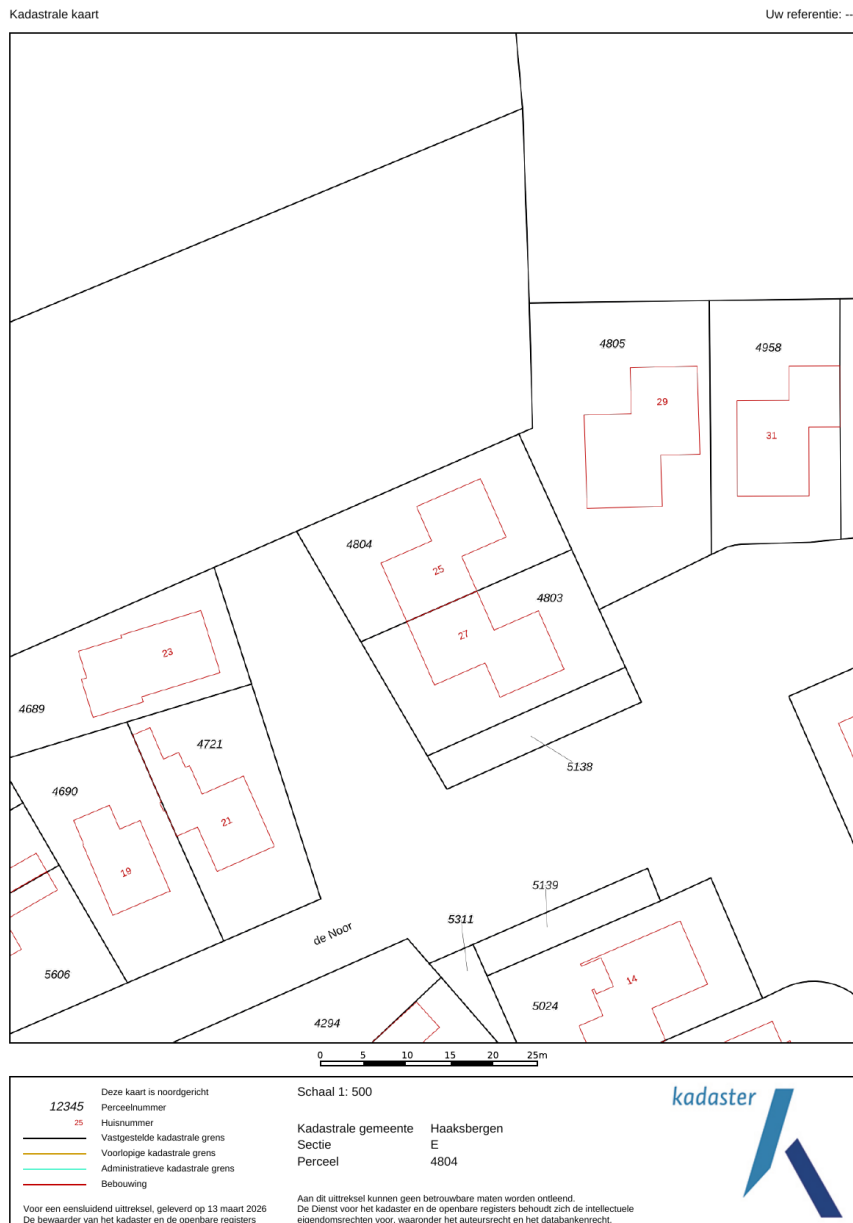 Kadastrale kaart
Uw referentie: --
4805
4958
29
31
4804
25
4803
27
23
4689
4721
5138
4690
21
19
5139
5311
de Noor
5606
14
5024
4294
0 5 10 15 20 25m
Deze kaart is noordgericht
12345 Perceelnummer
25 Huisnummer
Vastgestelde kadastrale grens
Voorlopige kadastrale grens
Administratieve kadastrale grens
Bebouwing
Voor een eensluidend uittreksel, geleverd op 13 maart 2026
De bewaarder van het kadaster en de openbare registers
Schaal 1: 500
Kadastrale gemeente Haaksbergen
Sectie E
Perceel 4804
Aan dit uittreksel kunnen geen betrouwbare maten worden ontleend.
De Dienst voor het kadaster en de openbare registers behoudt zich de intellectuele
eigendomsrechten voor, waaronder het auteursrecht en het databankenrecht.
kadaster